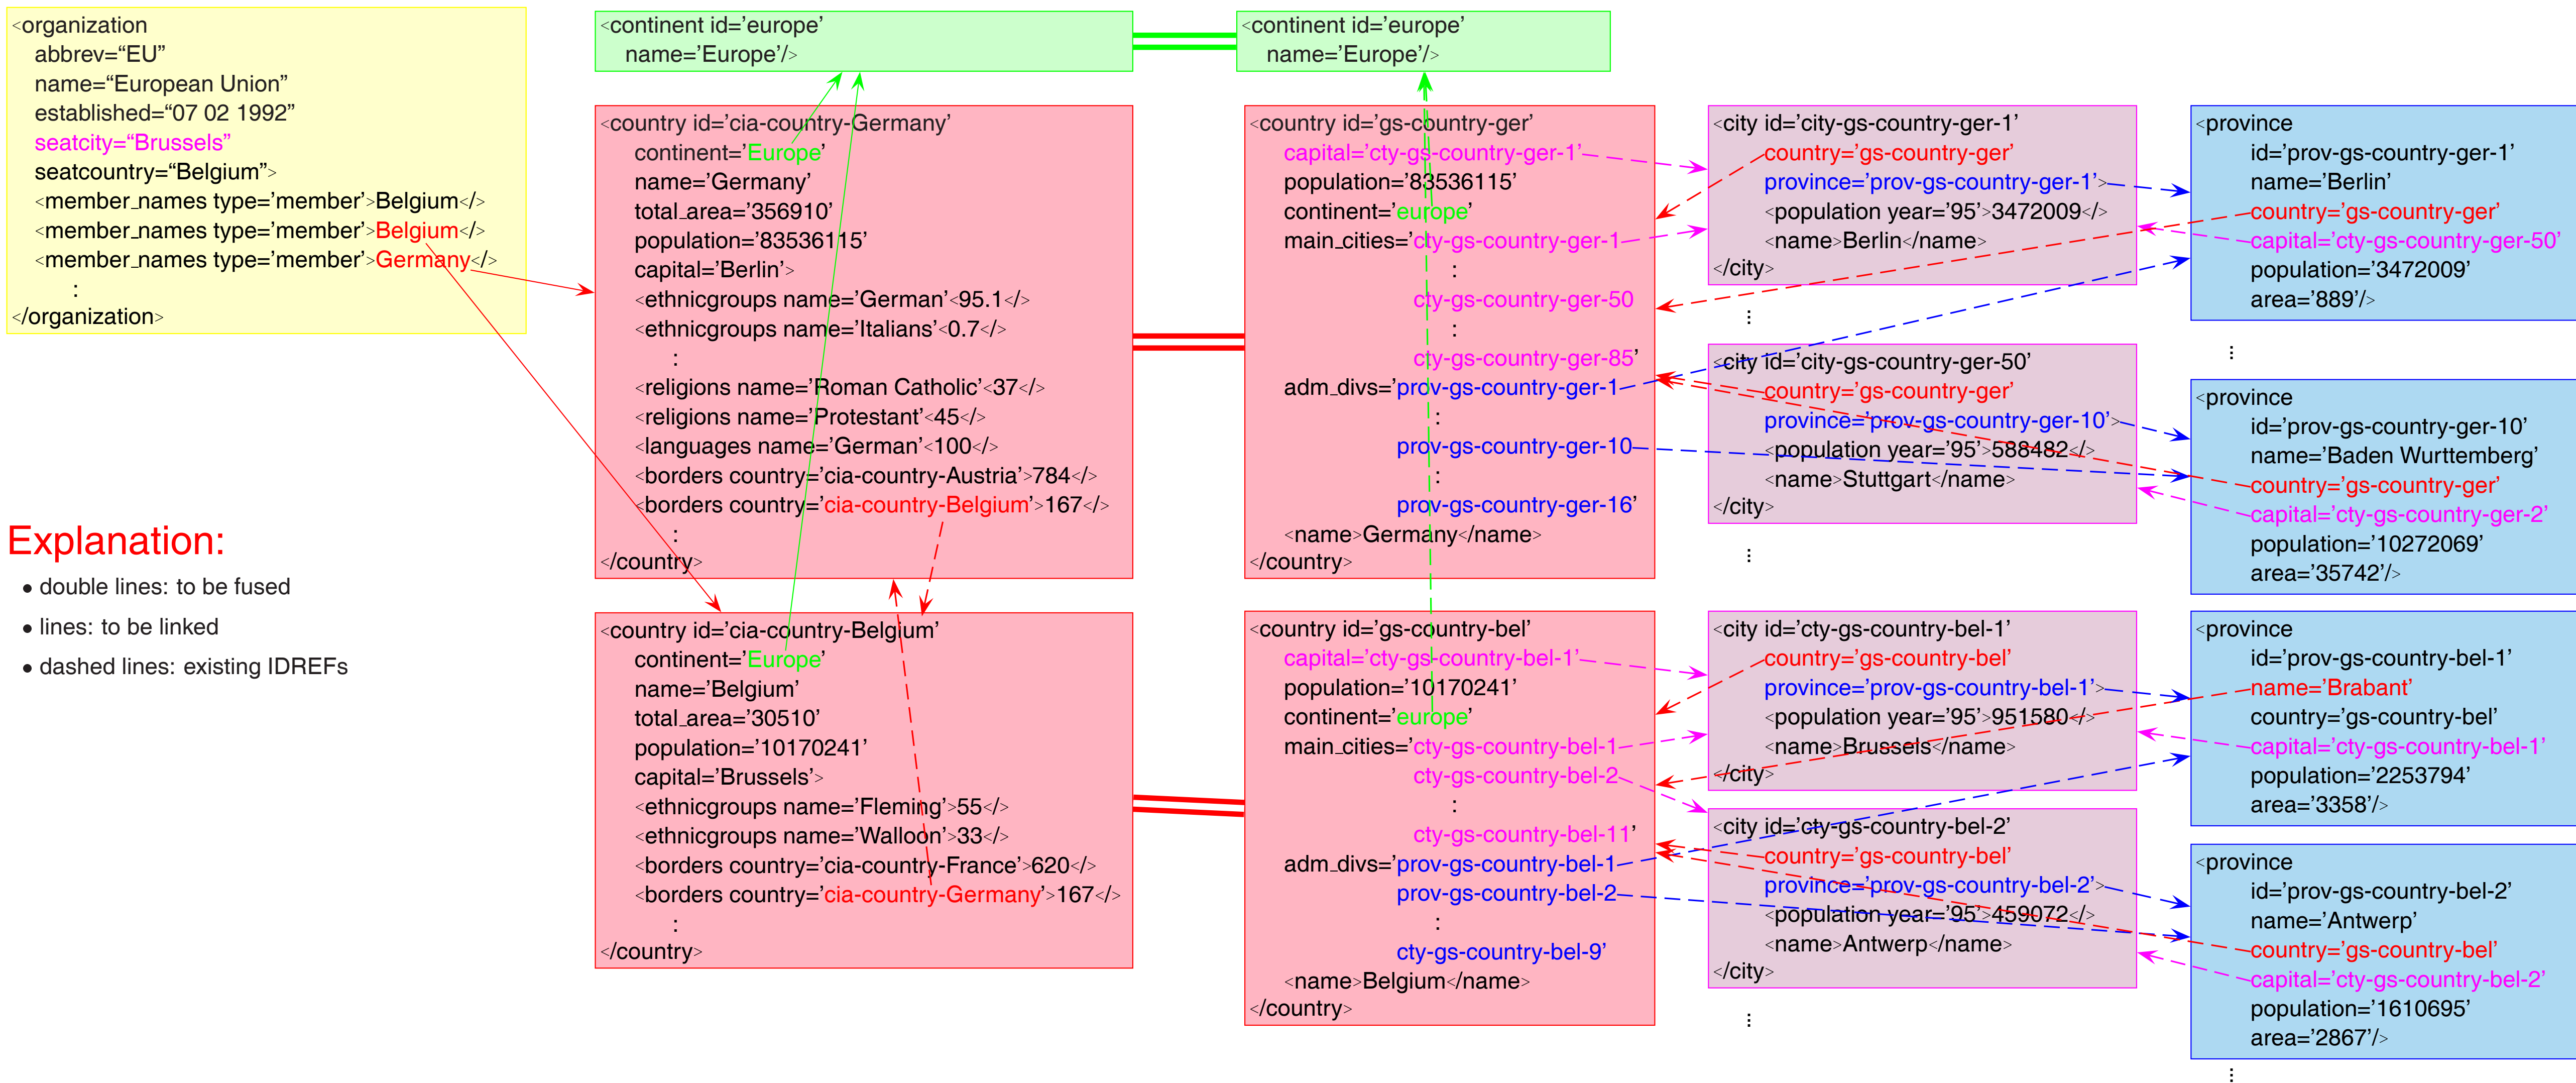 <organization
abbrev=“EU”
name=“European Union”
established=“07 02 1992”
seatcity=“Brussels”
seatcountry=“Belgium”>
<member_names type=’member’>Belgium</>
<member_names type=’member’>Belgium</>
<member_names type=’member’>Germany</>
:
</organization>
Explanation:
• double lines: to be fused
• lines: to be linked
• dashed lines: existing IDREFs
<continent id=’europe’
name=’Europe’/>
<country id=’cia-country-Germany’
continent=’Europe’
name=’Germany’
total_area=’356910’
population=’83536115’
capital=’Berlin’>
<ethnicgroups name=’German’<95.1</>
<ethnicgroups name=’Italians’<0.7</>
:
<religions name=’Roman Catholic’<37</>
<religions name=’Protestant’<45</>
<languages name=’German’<100</>
<borders country=’cia-country-Austria’>784</>
<borders country=’cia-country-Belgium’>167</>
:
</country>
<country id=’cia-country-Belgium’
continent=’Europe’
name=’Belgium’
total_area=’30510’
population=’10170241’
capital=’Brussels’>
<ethnicgroups name=’Fleming’>55</>
<ethnicgroups name=’Walloon’>33</>
<borders country=’cia-country-France’>620</>
<borders country=’cia-country-Germany’>167</>
:
</country>
<continent id=’europe’
name=’Europe’/>
<country id=’gs-country-ger’
capital=’cty-gs-country-ger-1’
population=’83536115’
continent=’europe’
main_cities=’cty-gs-country-ger-1
:
cty-gs-country-ger-50
:
cty-gs-country-ger-85’
adm_divs=’prov-gs-country-ger-1
:
prov-gs-country-ger-10
:
prov-gs-country-ger-16’
<name>Germany</name>
</country>
<country id=’gs-country-bel’
capital=’cty-gs-country-bel-1’
population=’10170241’
continent=’europe’
main_cities=’cty-gs-country-bel-1
cty-gs-country-bel-2
:
cty-gs-country-bel-11’
adm_divs=’prov-gs-country-bel-1
prov-gs-country-bel-2
:
cty-gs-country-bel-9’
<name>Belgium</name>
</country>
<city id=’city-gs-country-ger-1’
country=’gs-country-ger’
province=’prov-gs-country-ger-1’>
<population year=’95’>3472009</>
<name>Berlin</name>
</city>
⋮
<city id=’city-gs-country-ger-50’
country=’gs-country-ger’
province=’prov-gs-country-ger-10’>
<population year=’95’>588482</>
<name>Stuttgart</name>
</city>
⋮
<city id=’cty-gs-country-bel-1’
country=’gs-country-bel’
province=’prov-gs-country-bel-1’>
<population year=’95’>951580</>
<name>Brussels</name>
</city>
<city id=’cty-gs-country-bel-2’
country=’gs-country-bel’
province=’prov-gs-country-bel-2’>
<population year=’95’>459072</>
<name>Antwerp</name>
</city>
⋮
<province
id=’prov-gs-country-ger-1’
name=’Berlin’
country=’gs-country-ger’
capital=’cty-gs-country-ger-50’
population=’3472009’
area=’889’/>
⋮
<province
id=’prov-gs-country-ger-10’
name=’Baden Wurttemberg’
country=’gs-country-ger’
capital=’cty-gs-country-ger-2’
population=’10272069’
area=’35742’/>
<province
id=’prov-gs-country-bel-1’
name=’Brabant’
country=’gs-country-bel’
capital=’cty-gs-country-bel-1’
population=’2253794’
area=’3358’/>
<province
id=’prov-gs-country-bel-2’
name=’Antwerp’
country=’gs-country-bel’
capital=’cty-gs-country-bel-2’
population=’1610695’
area=’2867’/>
⋮